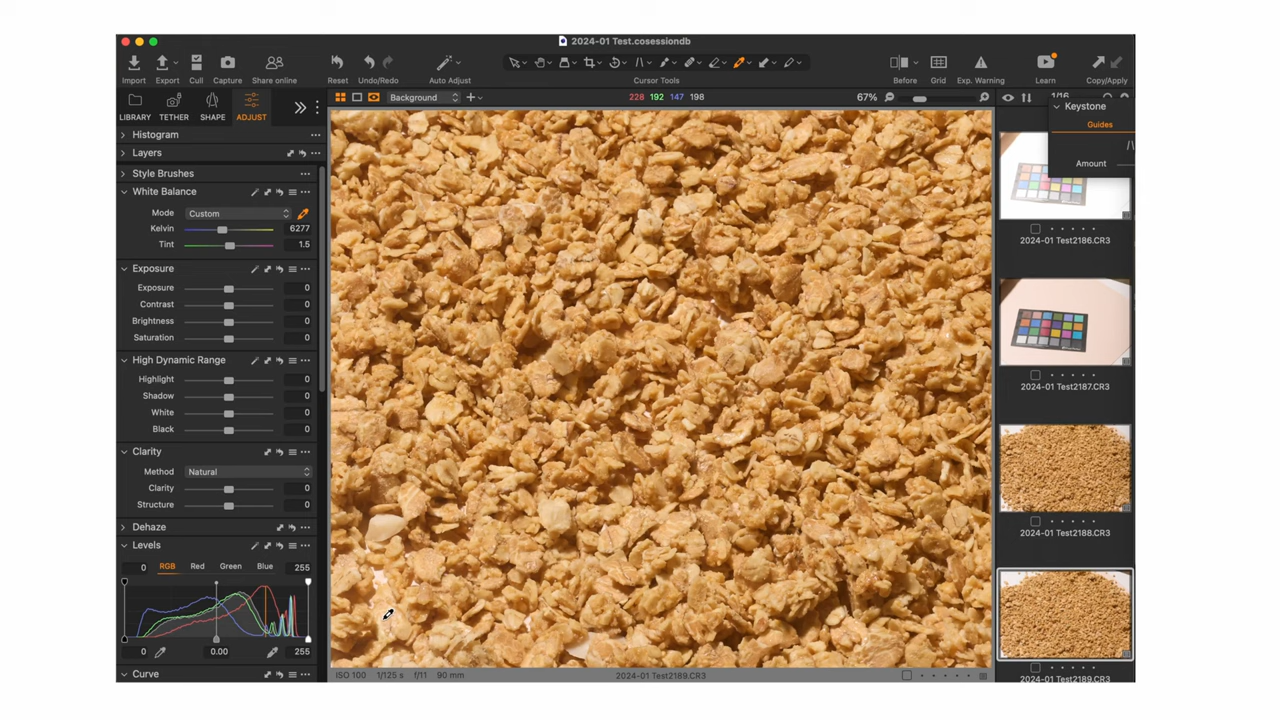 2024-01 Test.cosessiondb
Import Export Cull Capture Share online Reset Undo/Redo Auto Adjust Cursor Tools Before Grid Exp. Warning Learn Copy/Apply
LIBRARY TETHER SHAPE ADJUST
Background 228 192 147 198 67% 1/16
Histogram
Layers
Style Brushes
White Balance
Mode Custom
Kelvin 6277
Tint 1.5
Exposure
Exposure 0
Contrast 0
Brightness 0
Saturation 0
High Dynamic Range
Highlight 0
Shadow 0
White 0
Black 0
Clarity
Method Natural
Clarity 0
Structure 0
Dehaze
Levels
0 RGB Red Green Blue 255
0 0.00 255
Curve
ISO 100 1/125 s f/11 90 mm 2024-01 Test2189.CR3
Keystone
Guides
Amount
2024-01 Test2186.CR3
2024-01 Test2187.CR3
2024-01 Test2188.CR3
2024-01 Test2189.CR3